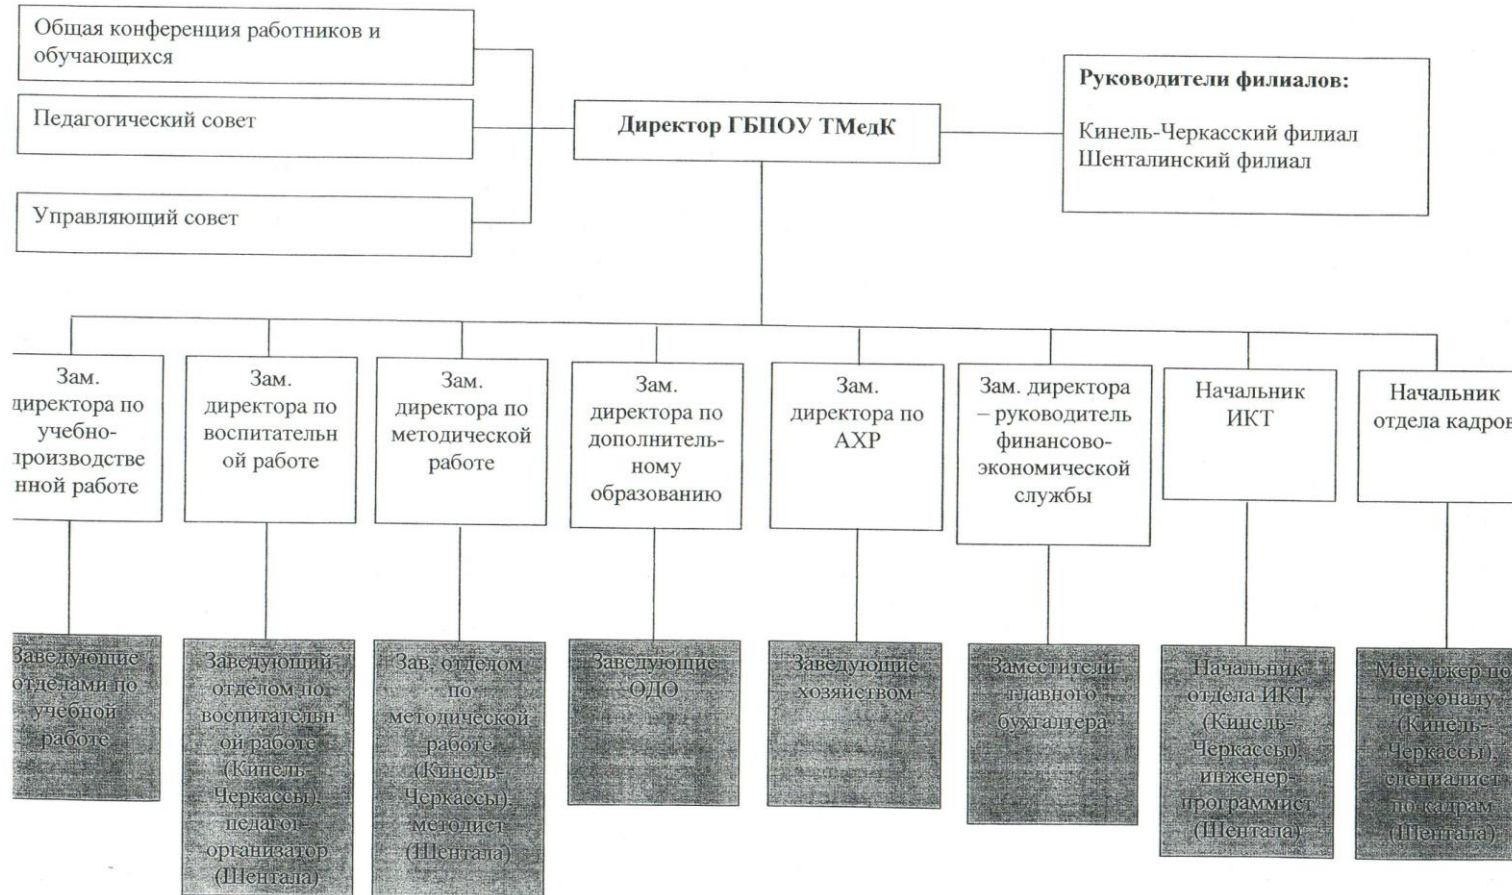 Общая конференция работников и
обучающихся
Педагогический совет
Управляющий совет
Директор ГБПОУ ТМедК
Руководители филиалов:
Кинель-Черкасский филиал
Шенталинский филиал
Зам.
директора по
учебно-
производстве
нной работе
Зам.
директора по
воспитательн
ой работе
Зам.
директора по
методической
работе
Зам.
директора по
дополнитель-
ному
образованию
Зам.
директора по
АХР
Зам. директора
– руководитель
финансово-
экономической
службы
Начальник
ИКТ
Начальник
отдела кадров
Заведующие
отделами по
учебной
работе
Заведующий
отделом по
воспитательн
ой работе
(Кинель-
Черкассы),
педагог-
организатор
(Шентала)
Зав. отделом
по
методической
работе
(Кинель-
Черкассы),
методист
(Шентала)
Заведующие
ОДО
Заведующие
хозяйством
Заместители
главного
бухгалтера
Начальник
отдела ИКТ
(Кинель-
Черкассы),
инженер-
программист
(Шентала)
Менеджер по
персоналу
(Кинель-
Черкассы),
специалист
по кадрам
(Шентала)